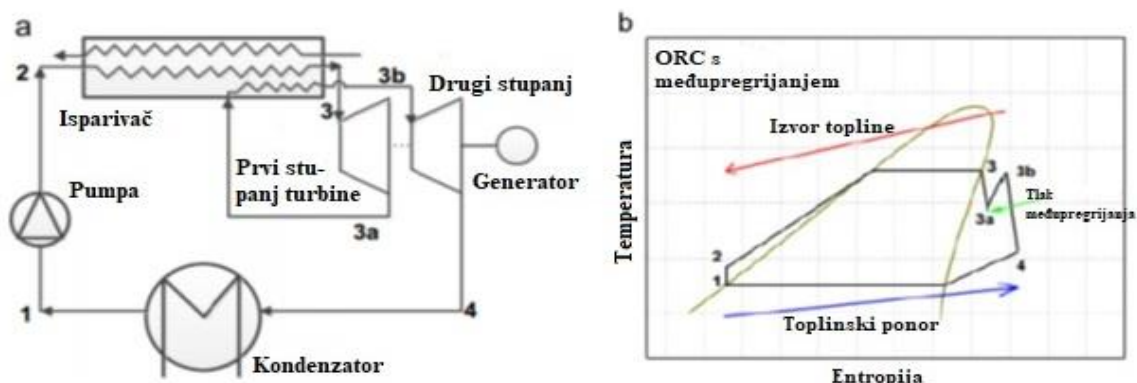 a
2
Isparivač
3
3b
Drugi stupanj
Prvi stu-
panj turbine
Generator
Pumpa
3a
1
4
Kondenzator
b
ORC s
međupregrijanjem
Izvor topline
Temperatura
3
3b
Tlak
međupregrijanja
3a
2
1
4
Toplinski ponor
Entropija